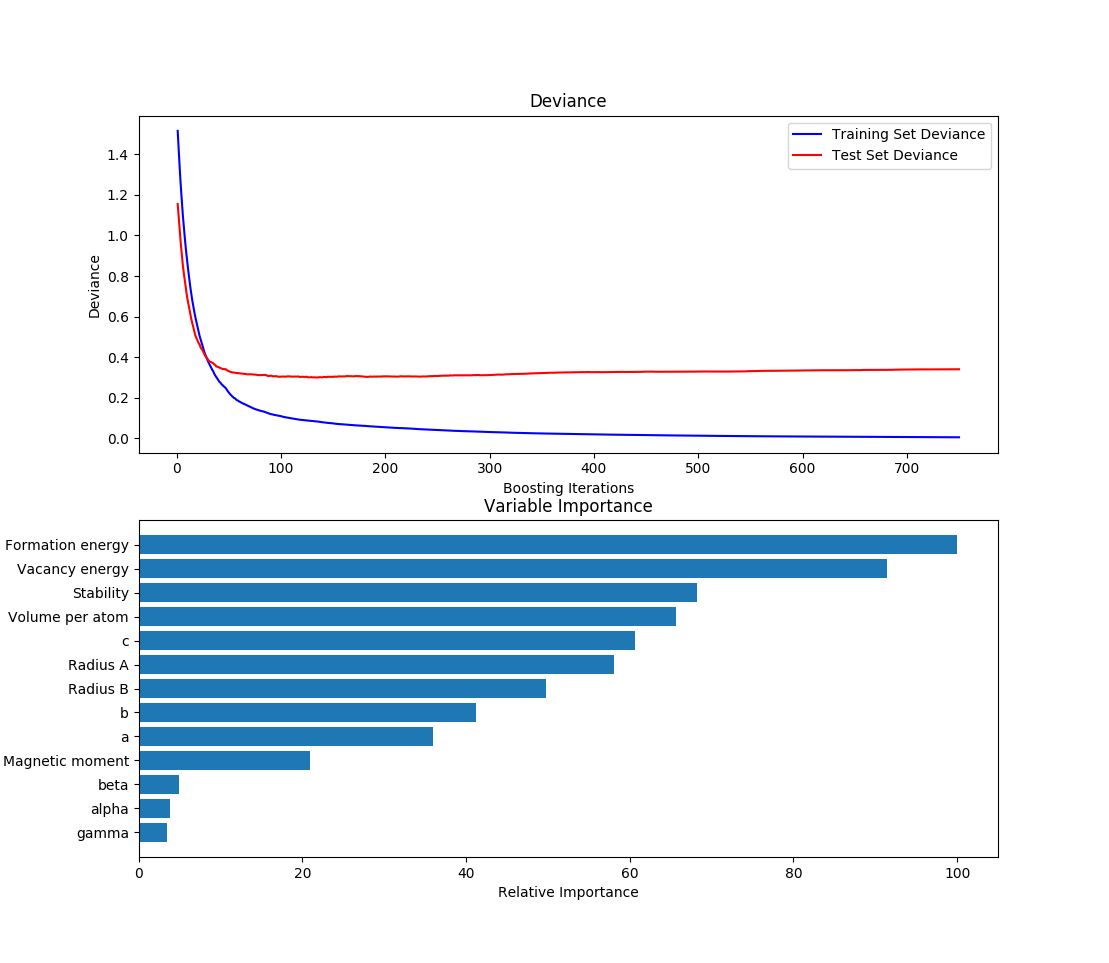 Deviance
Training Set Deviance
Test Set Deviance
Deviance
1.4
1.2
1.0
0.8
0.6
0.4
0.2
0.0
0 100 200 300 400 500 600 700
Boosting Iterations
Variable Importance
Formation energy
Vacancy energy
Stability
Volume per atom
c
Radius A
Radius B
b
a
Magnetic moment
beta
alpha
gamma
0 20 40 60 80 100
Relative Importance